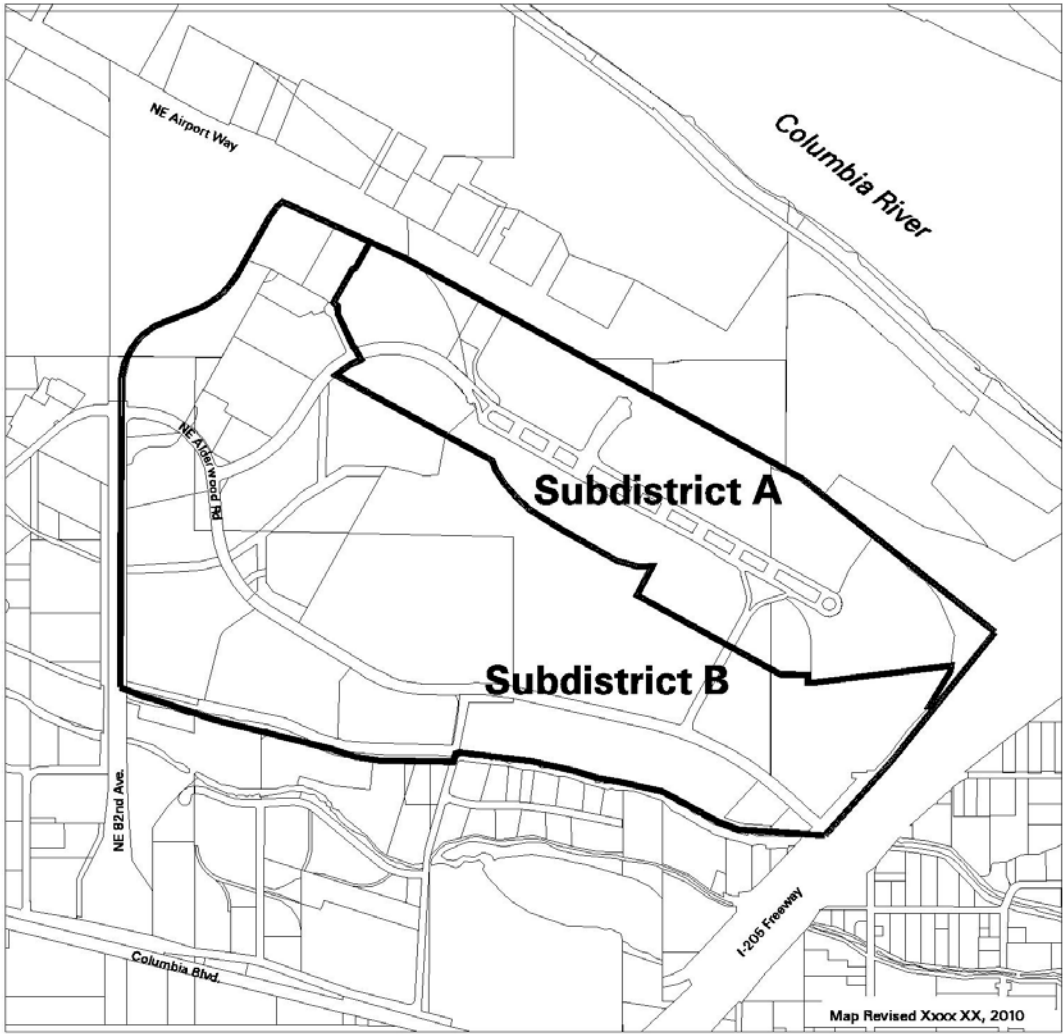 NE Airport Way
Columbia River
Subdistrict A
NE Alderwood Rd
Subdistrict B
NE 82nd Ave.
I-205 Freeway
Columbia Blvd.
Map Revised Xxxx XX, 2010